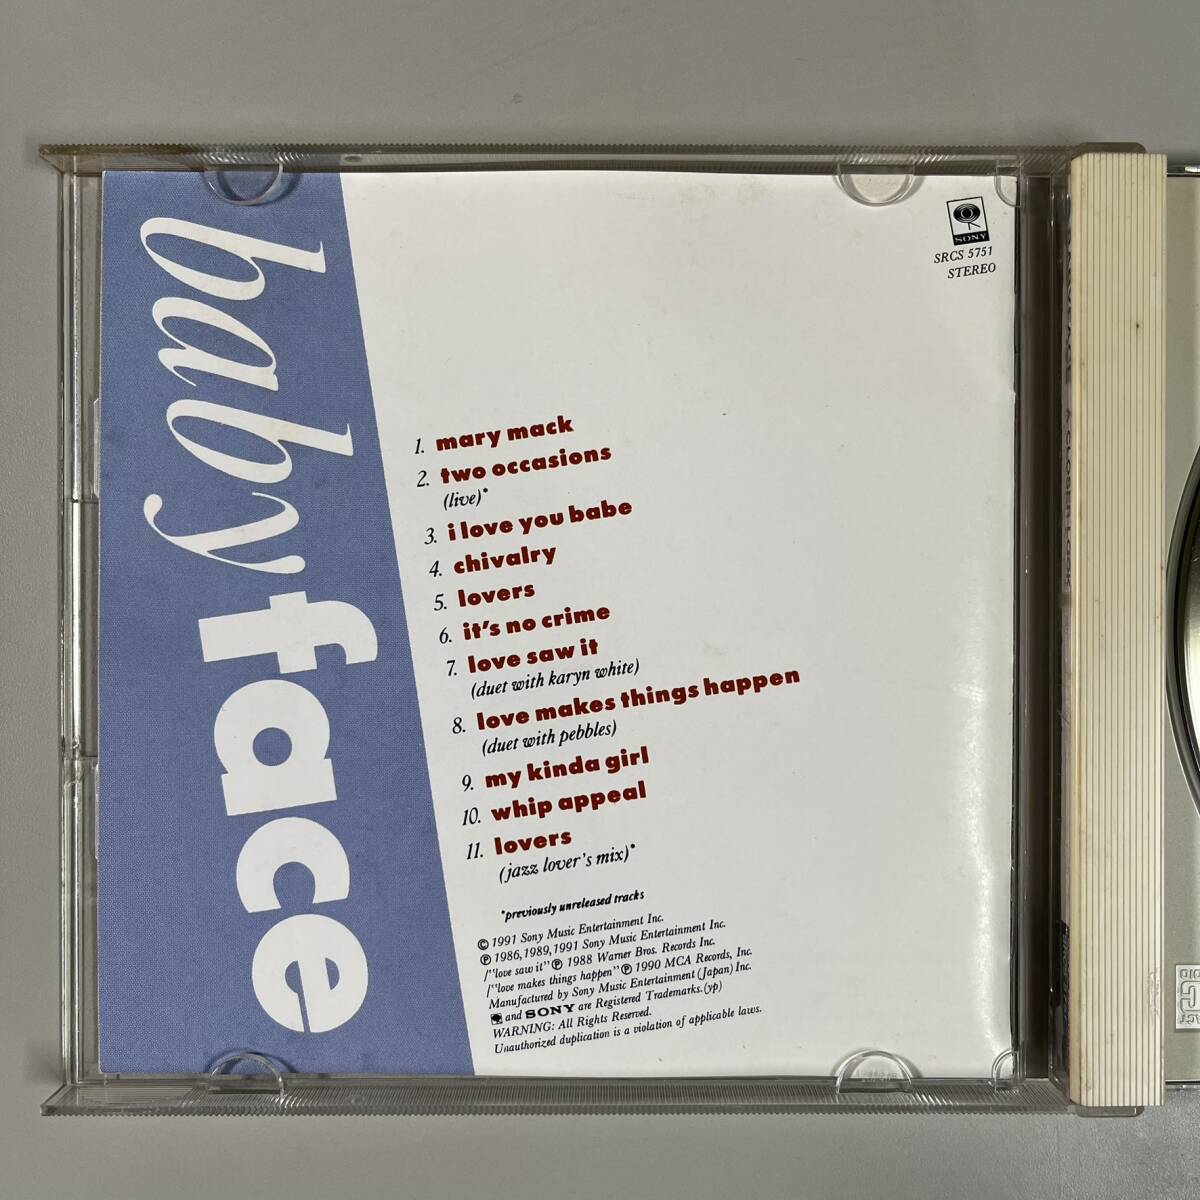 babyface
SONY
SRCS 5751
STEREO
1. mary mack
2. two occasions
(live)*
3. i love you babe
4. chivalry
5. lovers
6. it's no crime
7. love saw it
(duet with karyn white)
8. love makes things happen
(duet with pebbles)
9. my kinda girl
10. whip appeal
11. lovers
(jazz lover's mix)*
*previously unreleased tracks
© 1991 Sony Music Entertainment Inc.
℗ 1986,1989,1991 Sony Music Entertainment Inc.
/"love saw it" ℗ 1988 Warner Bros. Records Inc.
/"love makes things happen" ℗ 1990 MCA Records, Inc.
Manufactured by Sony Music Entertainment (Japan) Inc.
and SONY are Registered Trademarks.(yp)
WARNING: All Rights Reserved.
Unauthorized duplication is a violation of applicable laws.